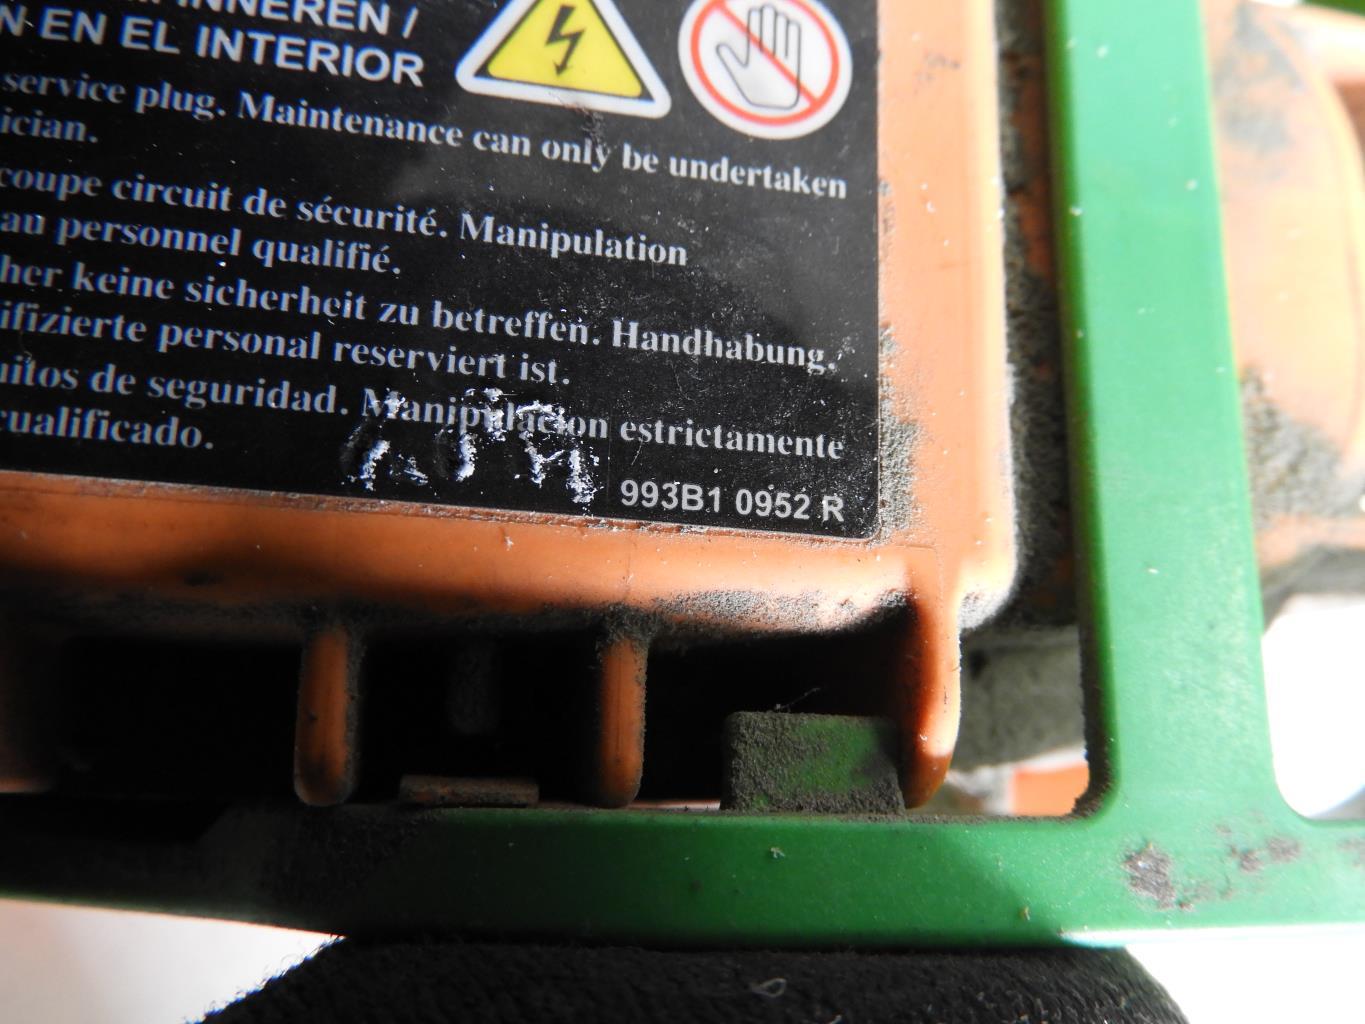 INNEREN /
EN EL INTERIOR
service plug. Maintenance can only be undertaken
ician.
coupe circuit de sécurité. Manipulation
au personnel qualifié.
her keine sicherheit zu betreffen. Handhabung,
ifizierte personal reserviert ist.
uitos de seguridad. Manipulacion estrictamente
cualificado.
993B1 0952 R